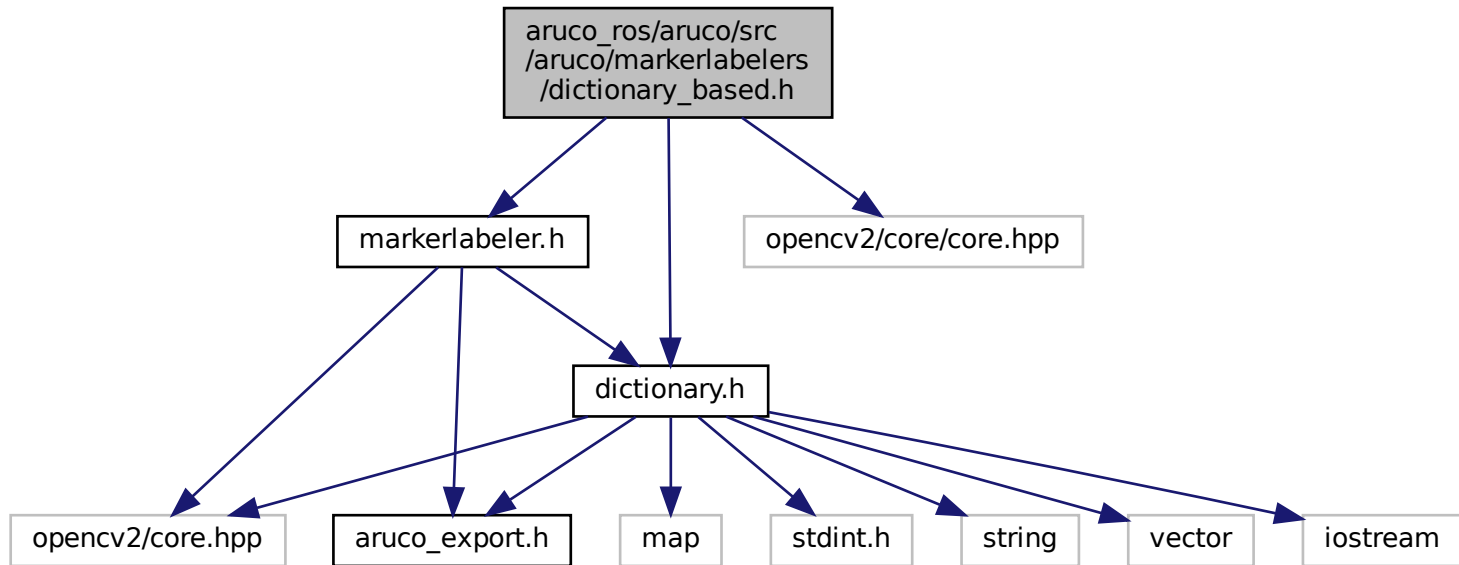 aruco_ros/aruco/src
/aruco/markerlabelers
/dictionary_based.h
markerlabeler.h
opencv2/core/core.hpp
dictionary.h
opencv2/core.hpp
aruco_export.h
map
stdint.h
string
vector
iostream